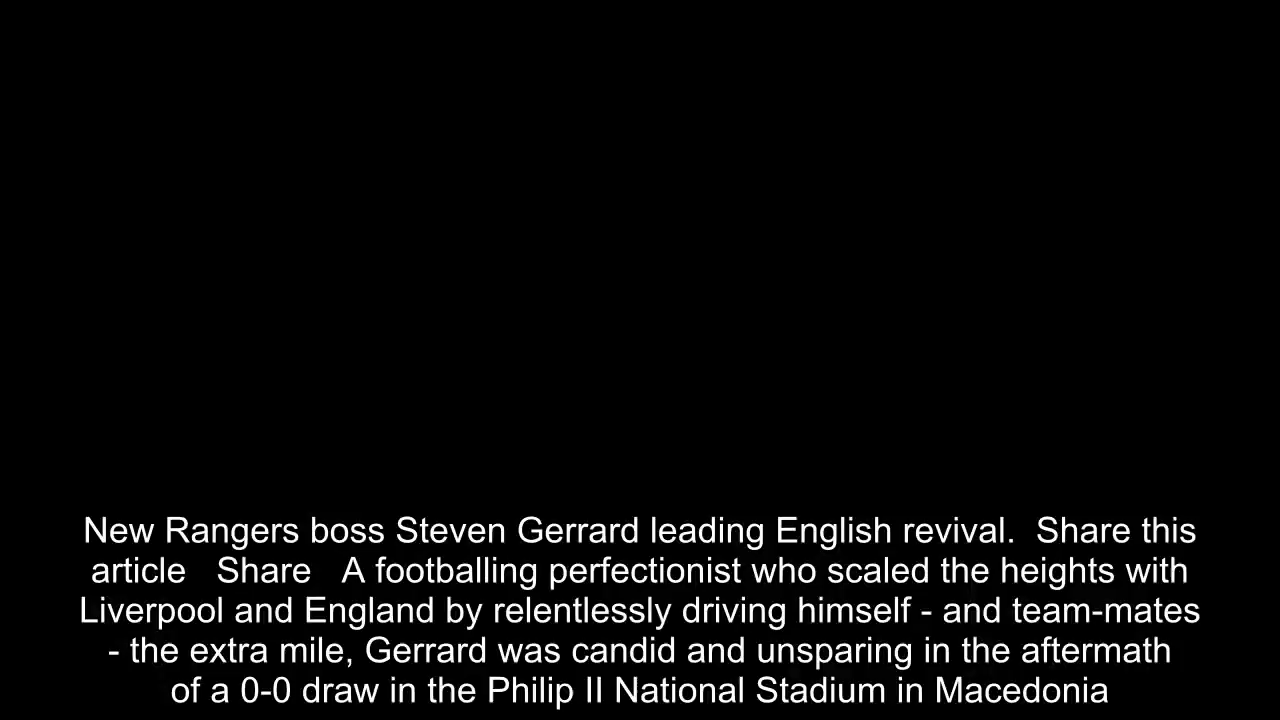 New Rangers boss Steven Gerrard leading English revival.  Share this
article   Share   A footballing perfectionist who scaled the heights with
Liverpool and England by relentlessly driving himself - and team-mates
- the extra mile, Gerrard was candid and unsparing in the aftermath
of a 0-0 draw in the Philip II National Stadium in Macedonia